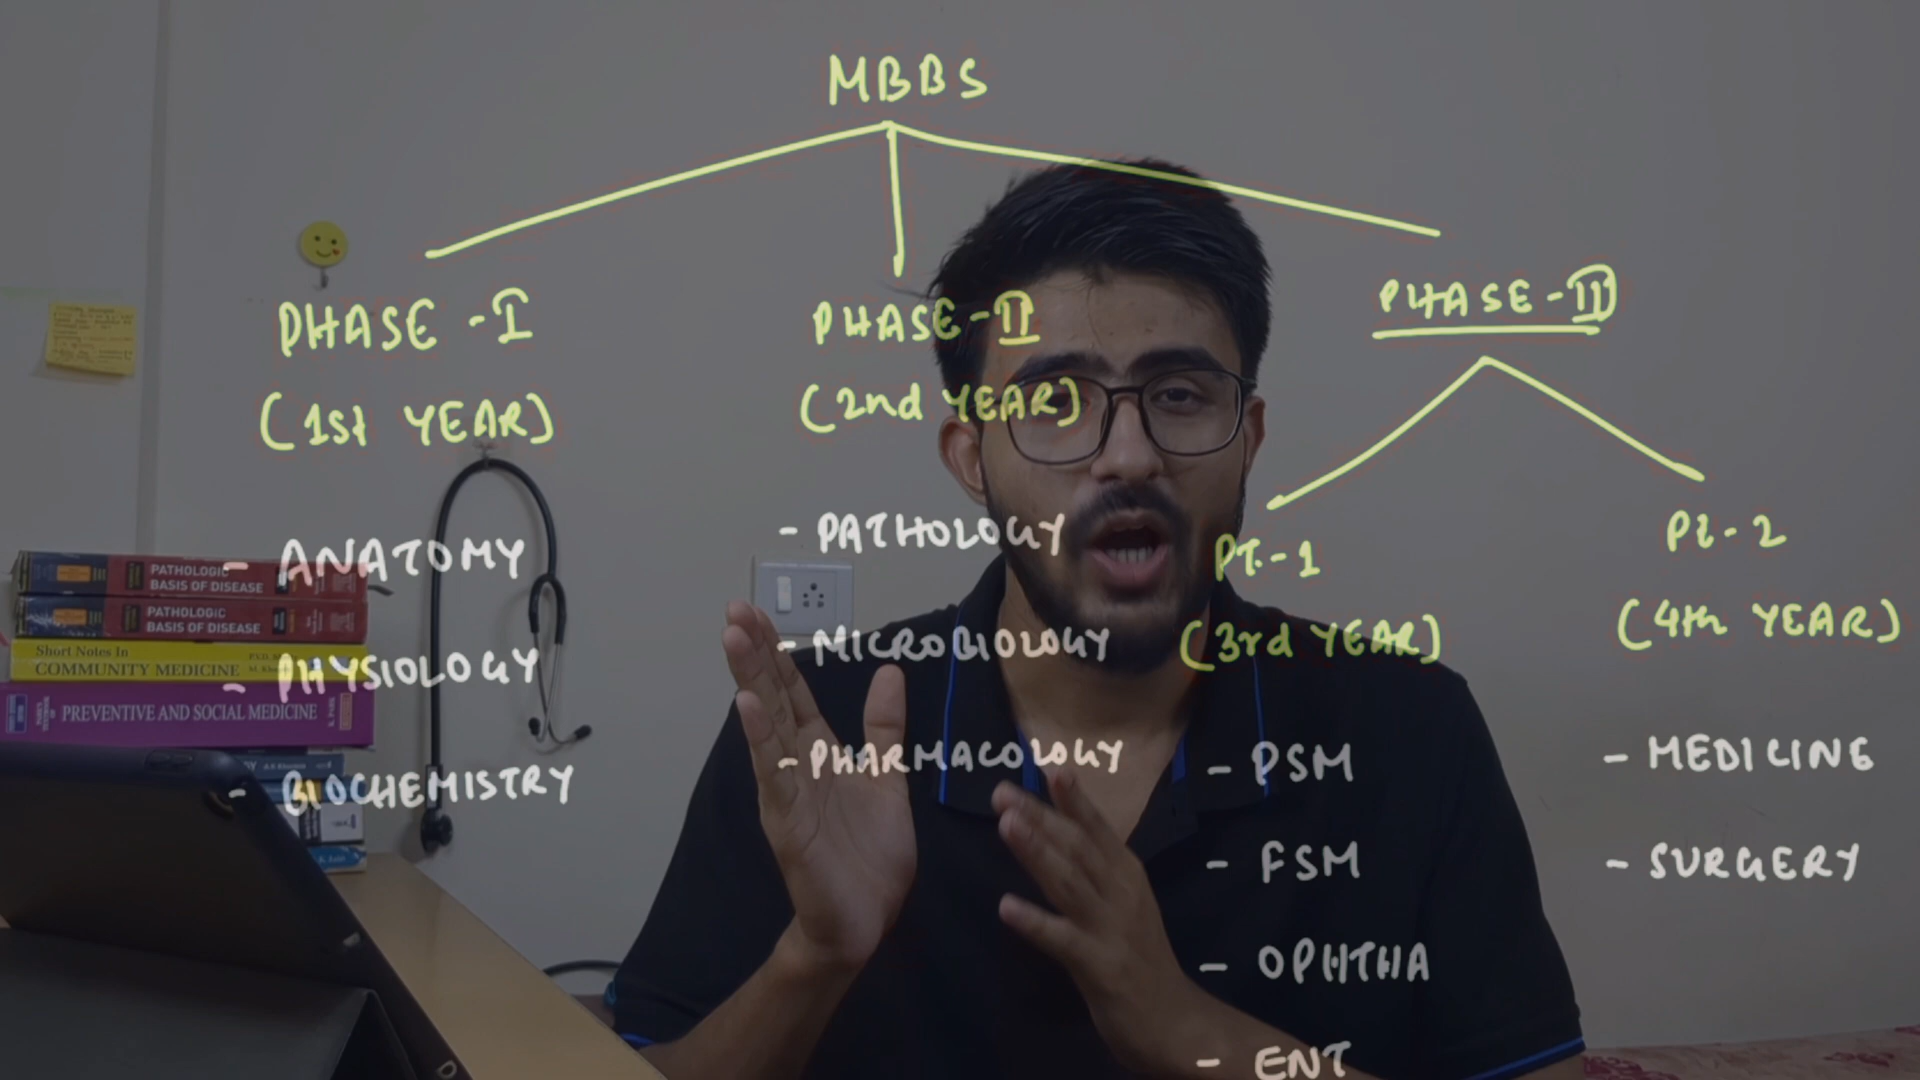 MBBS
PHASE - I
(1st YEAR)
- ANATOMY
- PHYSIOLOGY
- BIOCHEMISTRY
PHASE - II
(2nd YEAR)
- PATHOLOGY
- MICROBIOLOGY
- PHARMACOLOGY
PHASE - III
PT.-1
(3rd YEAR)
- PSM
- FSM
- OPHTHA
- ENT
Pt-2
(4th YEAR)
- MEDICINE
- SURGERY
PATHOLOGIC
BASIS OF DISEASE
PATHOLOGIC
BASIS OF DISEASE
Short Notes In
COMMUNITY MEDICINE
PREVENTIVE AND SOCIAL MEDICINE